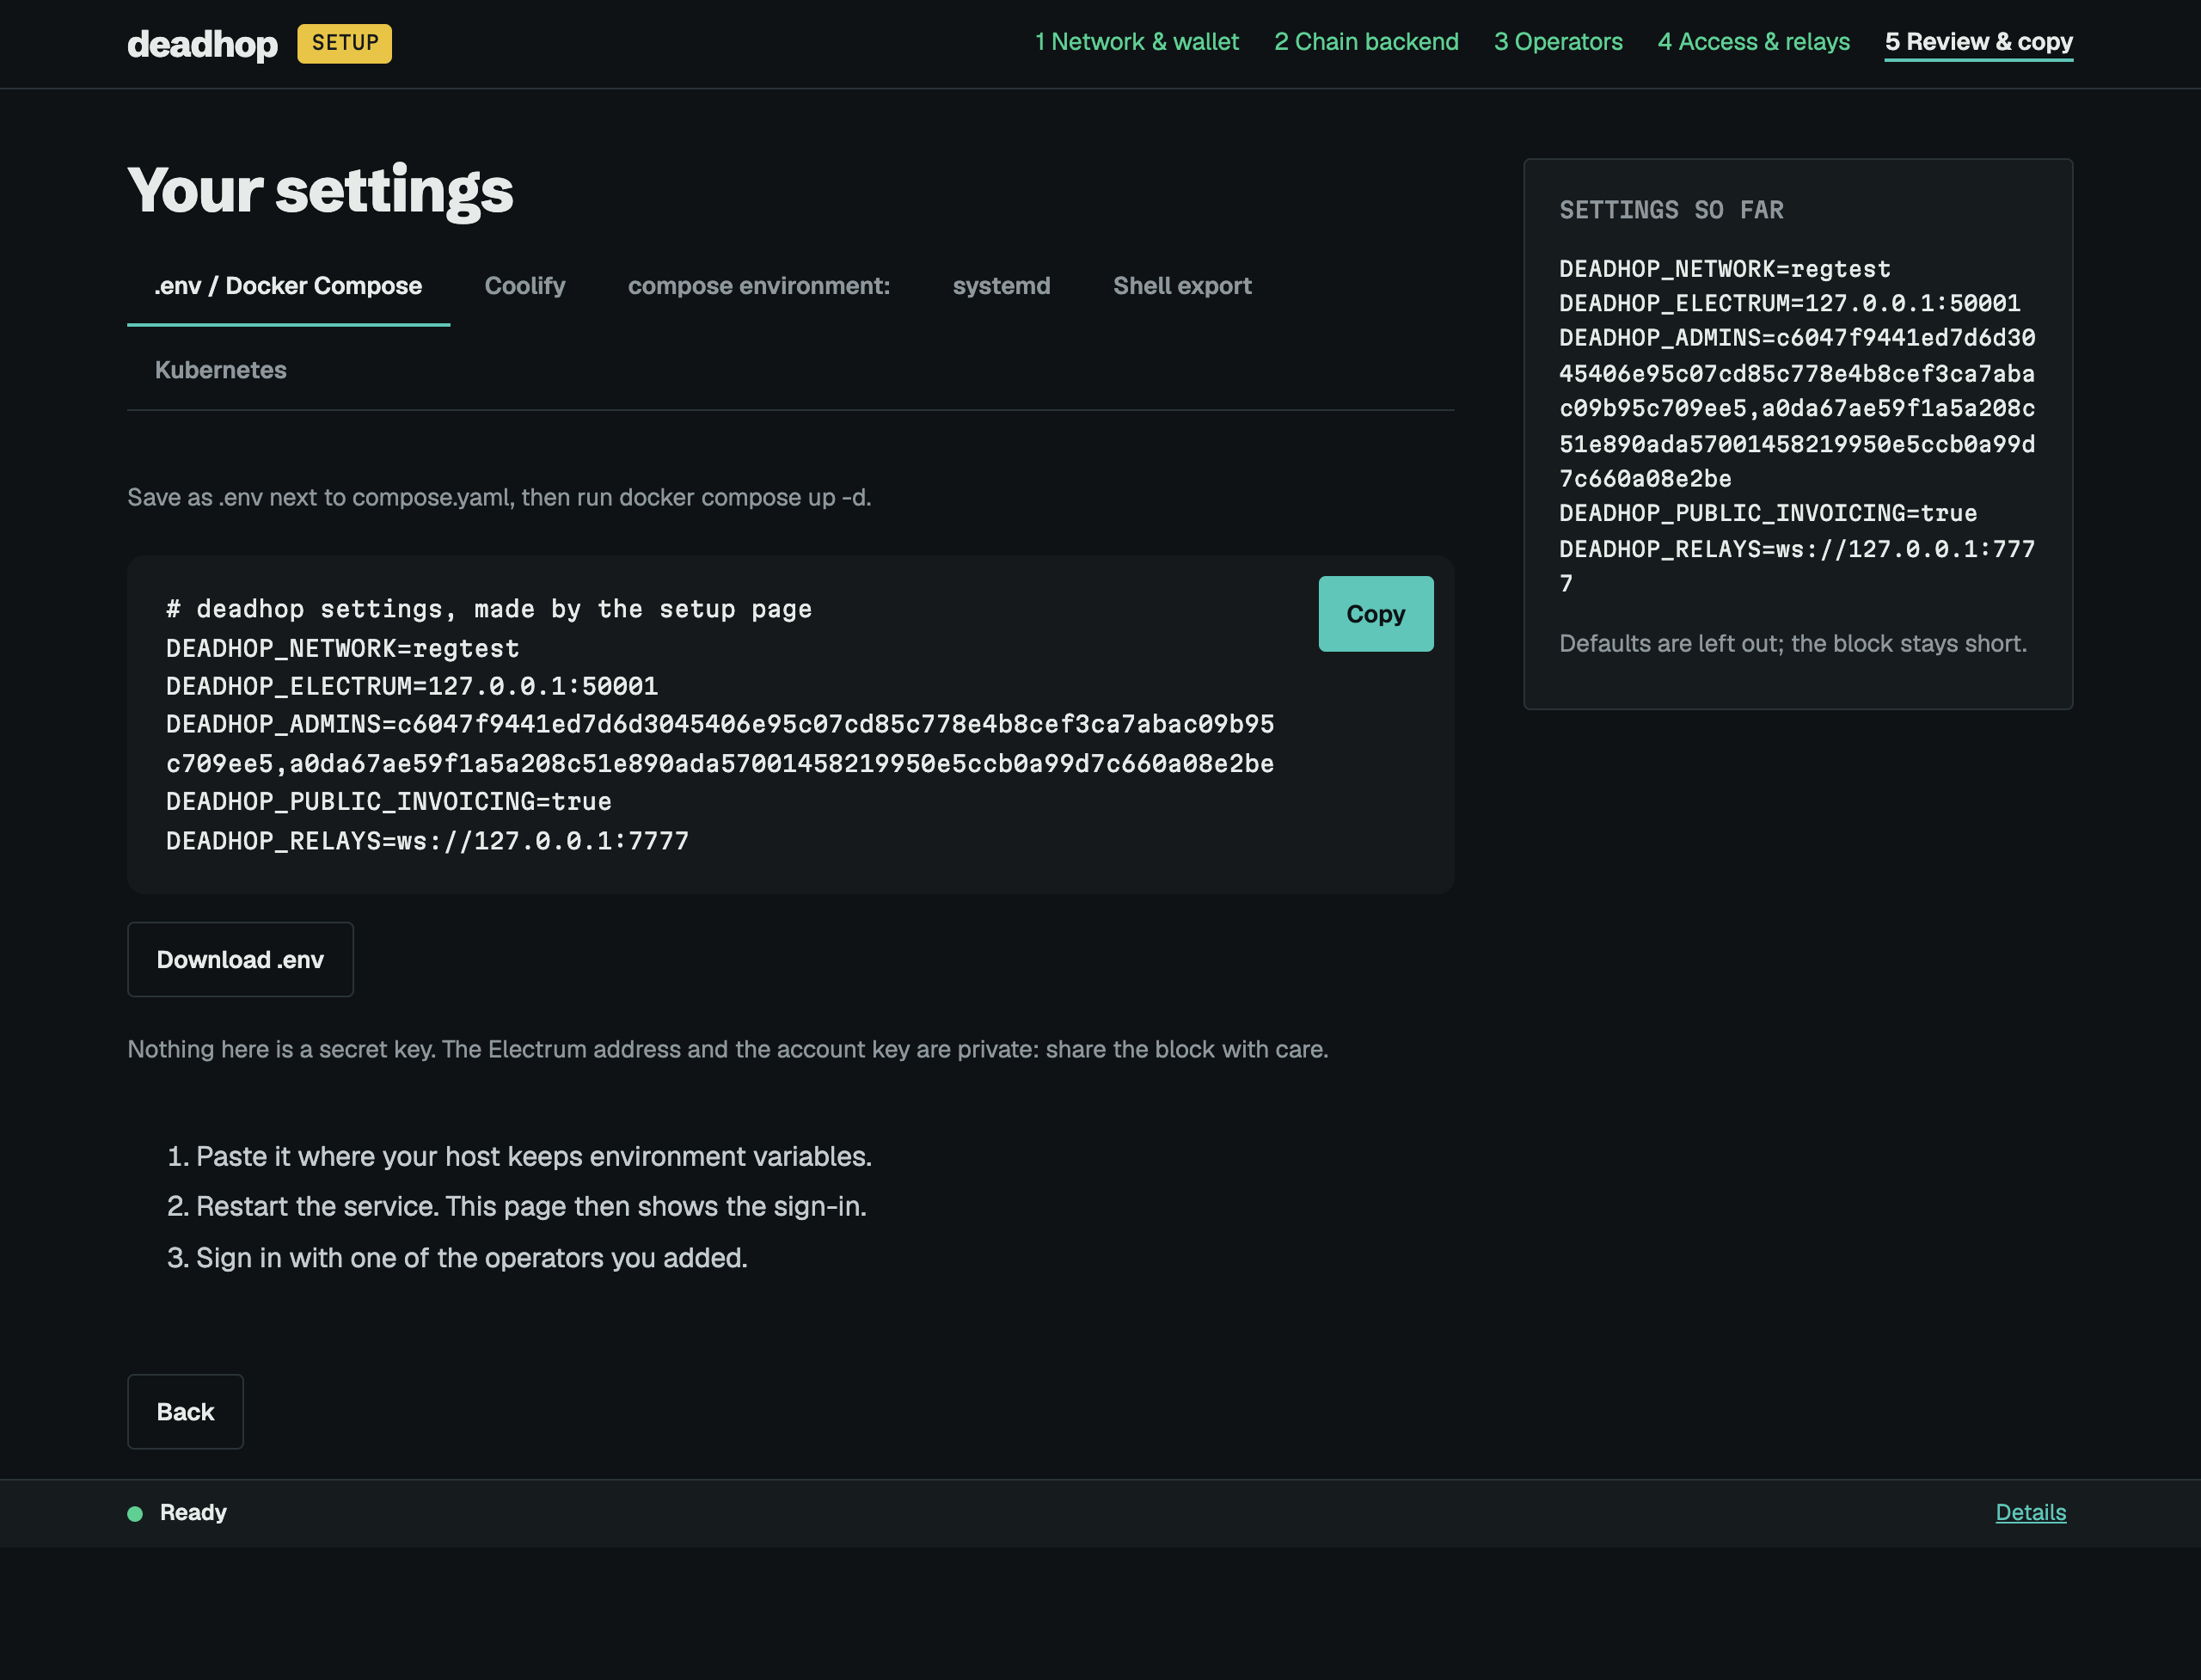 deadhop SETUP
1 Network & wallet 2 Chain backend 3 Operators 4 Access & relays 5 Review & copy
Your settings
.env / Docker Compose Coolify compose environment: systemd Shell export
Kubernetes
Save as .env next to compose.yaml, then run docker compose up -d.
Copy
# deadhop settings, made by the setup page
DEADHOP_NETWORK=regtest
DEADHOP_ELECTRUM=127.0.0.1:50001
DEADHOP_ADMINS=c6047f9441ed7d6d3045406e95c07cd85c778e4b8cef3ca7abac09b95
c709ee5,a0da67ae59f1a5a208c51e890ada57001458219950e5ccb0a99d7c660a08e2be
DEADHOP_PUBLIC_INVOICING=true
DEADHOP_RELAYS=ws://127.0.0.1:7777
Download .env
Nothing here is a secret key. The Electrum address and the account key are private: share the block with care.
1. Paste it where your host keeps environment variables.
2. Restart the service. This page then shows the sign-in.
3. Sign in with one of the operators you added.
Back
SETTINGS SO FAR
DEADHOP_NETWORK=regtest
DEADHOP_ELECTRUM=127.0.0.1:50001
DEADHOP_ADMINS=c6047f9441ed7d6d30
45406e95c07cd85c778e4b8cef3ca7aba
c09b95c709ee5,a0da67ae59f1a5a208c
51e890ada57001458219950e5ccb0a99d
7c660a08e2be
DEADHOP_PUBLIC_INVOICING=true
DEADHOP_RELAYS=ws://127.0.0.1:777
7
Defaults are left out; the block stays short.
Ready
Details